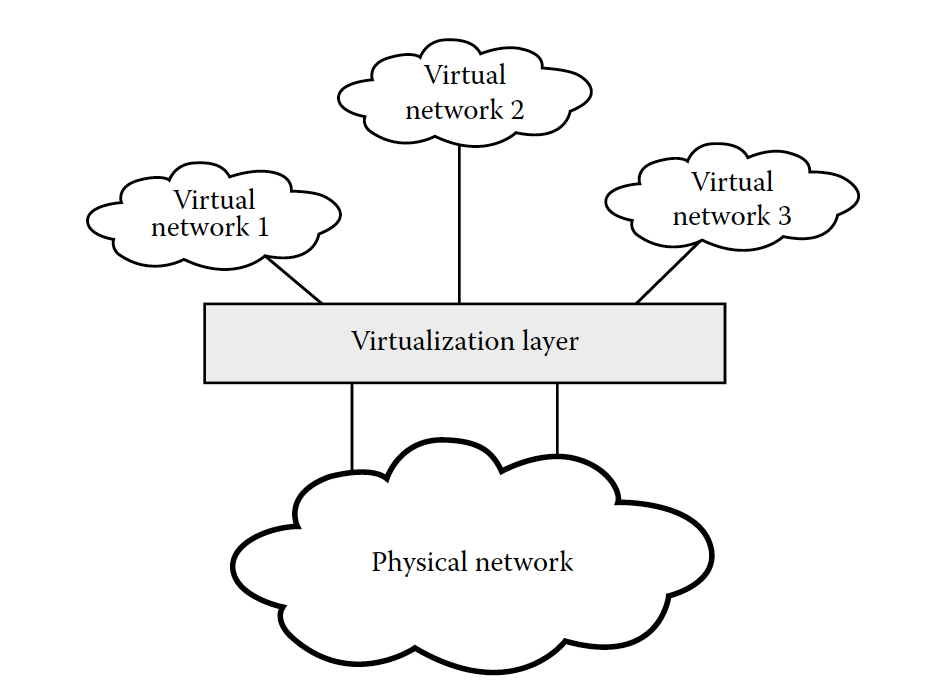 Virtual
network 2
Virtual
network 1
Virtual
network 3
Virtualization layer
Physical network